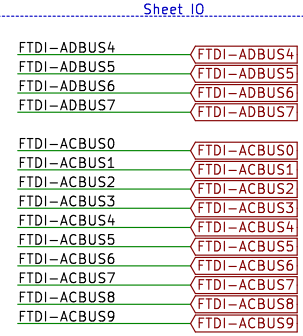 Sheet IO
FTDI-ADBUS4 FTDI-ADBUS4
FTDI-ADBUS5 FTDI-ADBUS5
FTDI-ADBUS6 FTDI-ADBUS6
FTDI-ADBUS7 FTDI-ADBUS7
FTDI-ACBUS0 FTDI-ACBUS0
FTDI-ACBUS1 FTDI-ACBUS1
FTDI-ACBUS2 FTDI-ACBUS2
FTDI-ACBUS3 FTDI-ACBUS3
FTDI-ACBUS4 FTDI-ACBUS4
FTDI-ACBUS5 FTDI-ACBUS5
FTDI-ACBUS6 FTDI-ACBUS6
FTDI-ACBUS7 FTDI-ACBUS7
FTDI-ACBUS8 FTDI-ACBUS8
FTDI-ACBUS9 FTDI-ACBUS9